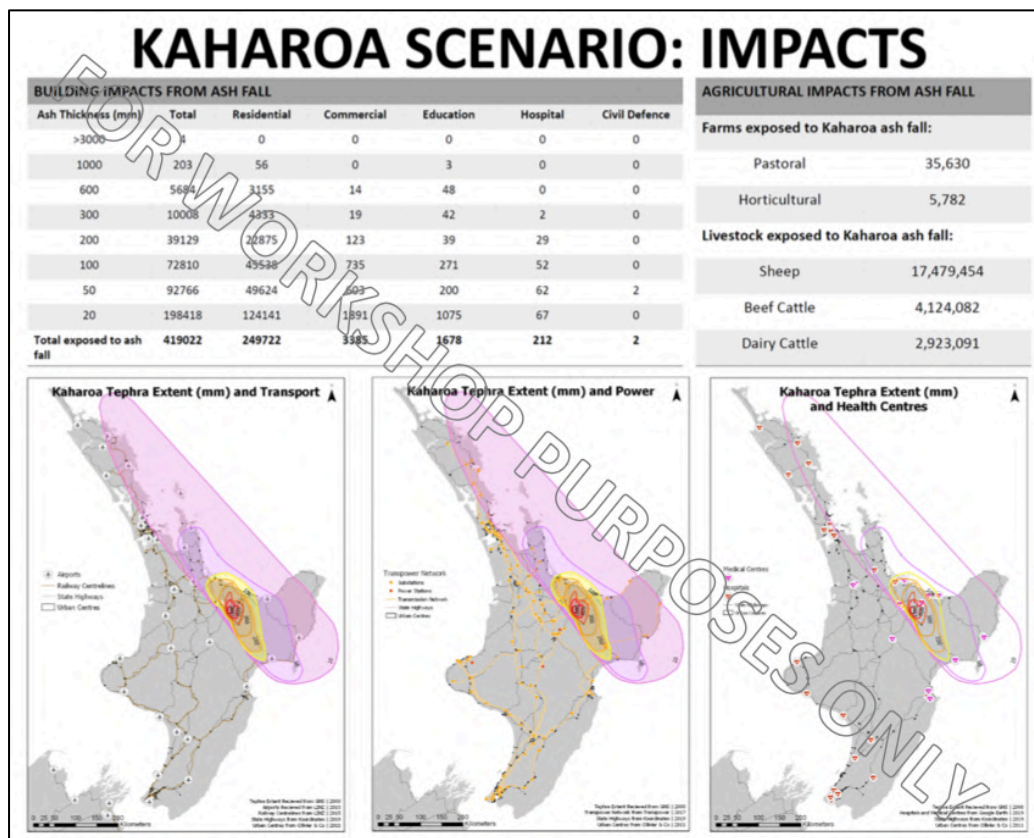 KAHAROA SCENARIO: IMPACTS
BUILDING IMPACTS FROM ASH FALL
Ash Thickness (mm) Total Residential Commercial Education Hospital Civil Defence
>3000 4 0 0 0 0 0
1000 203 56 0 3 0 0
600 5684 3155 14 48 0 0
300 10008 4333 19 42 2 0
200 39129 22875 123 39 29 0
100 72810 45538 735 271 52 0
50 92766 49624 603 200 62 2
20 198418 124141 1891 1075 67 0
Total exposed to ash 419022 249722 3385 1678 212 2
fall
AGRICULTURAL IMPACTS FROM ASH FALL
Farms exposed to Kaharoa ash fall:
Pastoral 35,630
Horticultural 5,782
Livestock exposed to Kaharoa ash fall:
Sheep 17,479,454
Beef Cattle 4,124,082
Dairy Cattle 2,923,091
FOR WORKSHOP PURPOSES ONLY
Kaharoa Tephra Extent (mm) and Transport
Airports
Railway Centrelines
State Highways
Urban Centres
Kaharoa Tephra Extent (mm) and Power
Transpower Network
Substations
Power Stations
Transmission Network
State Highways
Urban Centres
Kaharoa Tephra Extent (mm)
and Health Centres
Medical Centres
Hospitals